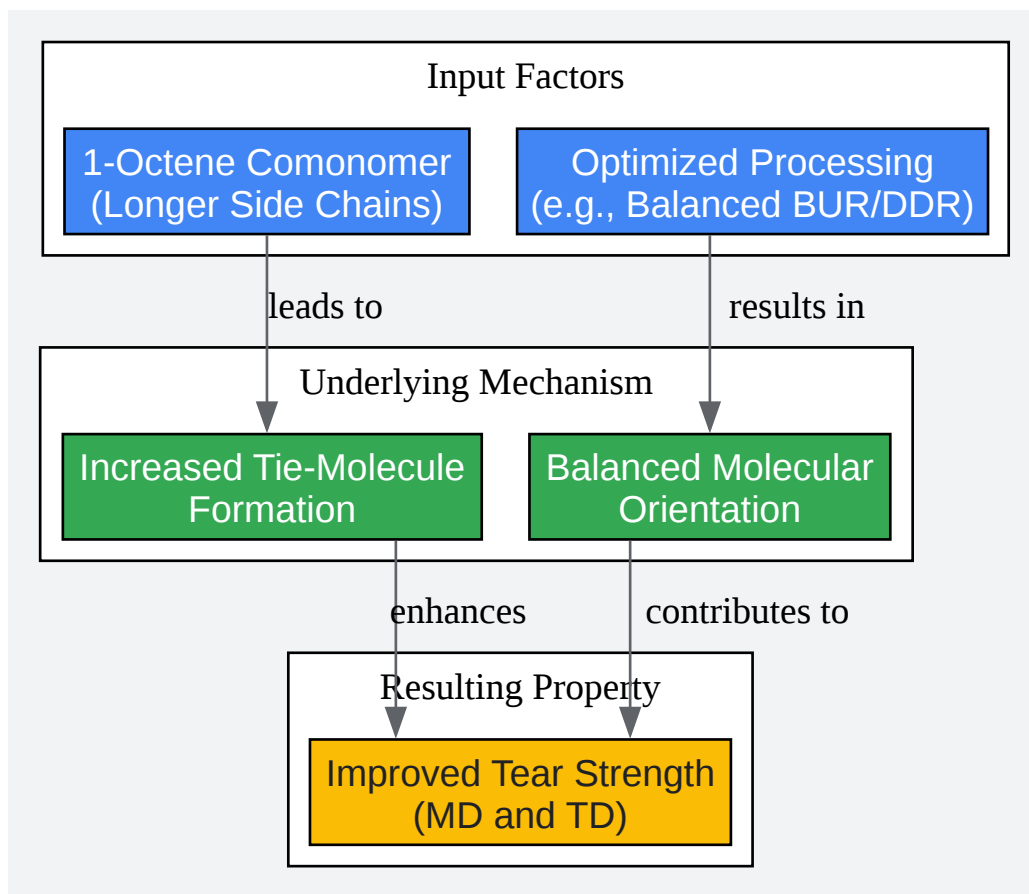 Input Factors
1-Octene Comonomer
(Longer Side Chains)
Optimized Processing
(e.g., Balanced BUR/DDR)
leads to
results in
Underlying Mechanism
Increased Tie-Molecule
Formation
Balanced Molecular
Orientation
enhances
contributes to
Resulting Property
Improved Tear Strength
(MD and TD)